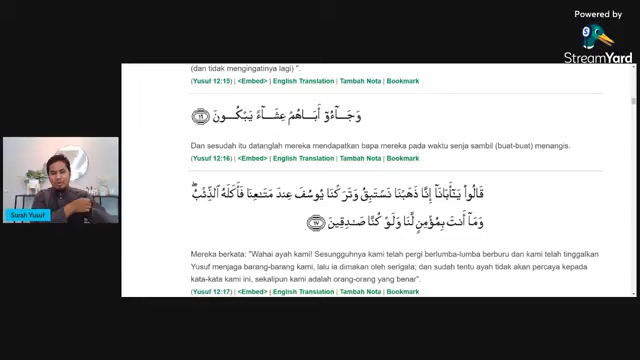 Powered by
StreamYard
(dan tidak mengingatinya lagi) ".
(Yusuf 12:15) | <Embed> | English Translation | Tambah Nota | Bookmark
وَجَآءُوٓ أَبَاهُمْ عِشَآءً يَبْكُونَ ﴿١٦﴾
Dan sesudah itu datanglah mereka mendapatkan bapa mereka pada waktu senja sambil (buat-buat) menangis.
(Yusuf 12:16) | <Embed> | English Translation | Tambah Nota | Bookmark
قَالُوا۟ يَـٰٓأَبَانَآ إِنَّا ذَهَبْنَا نَسْتَبِقُ وَتَرَكْنَا يُوسُفَ عِندَ مَتَـٰعِنَا فَأَكَلَهُ ٱلذِّئْبُ ۖ
وَمَآ أَنتَ بِمُؤْمِنٍ لَّنَا وَلَوْ كُنَّا صَـٰدِقِينَ ﴿١٧﴾
Mereka berkata: "Wahai ayah kami! Sesungguhnya kami telah pergi berlumba-lumba berburu dan kami telah tinggalkan
Yusuf menjaga barang-barang kami, lalu ia dimakan oleh serigala; dan sudah tentu ayah tidak akan percaya kepada
kata-kata kami ini, sekalipun kami adalah orang-orang yang benar".
(Yusuf 12:17) | <Embed> | English Translation | Tambah Nota | Bookmark
Surah Yusuf